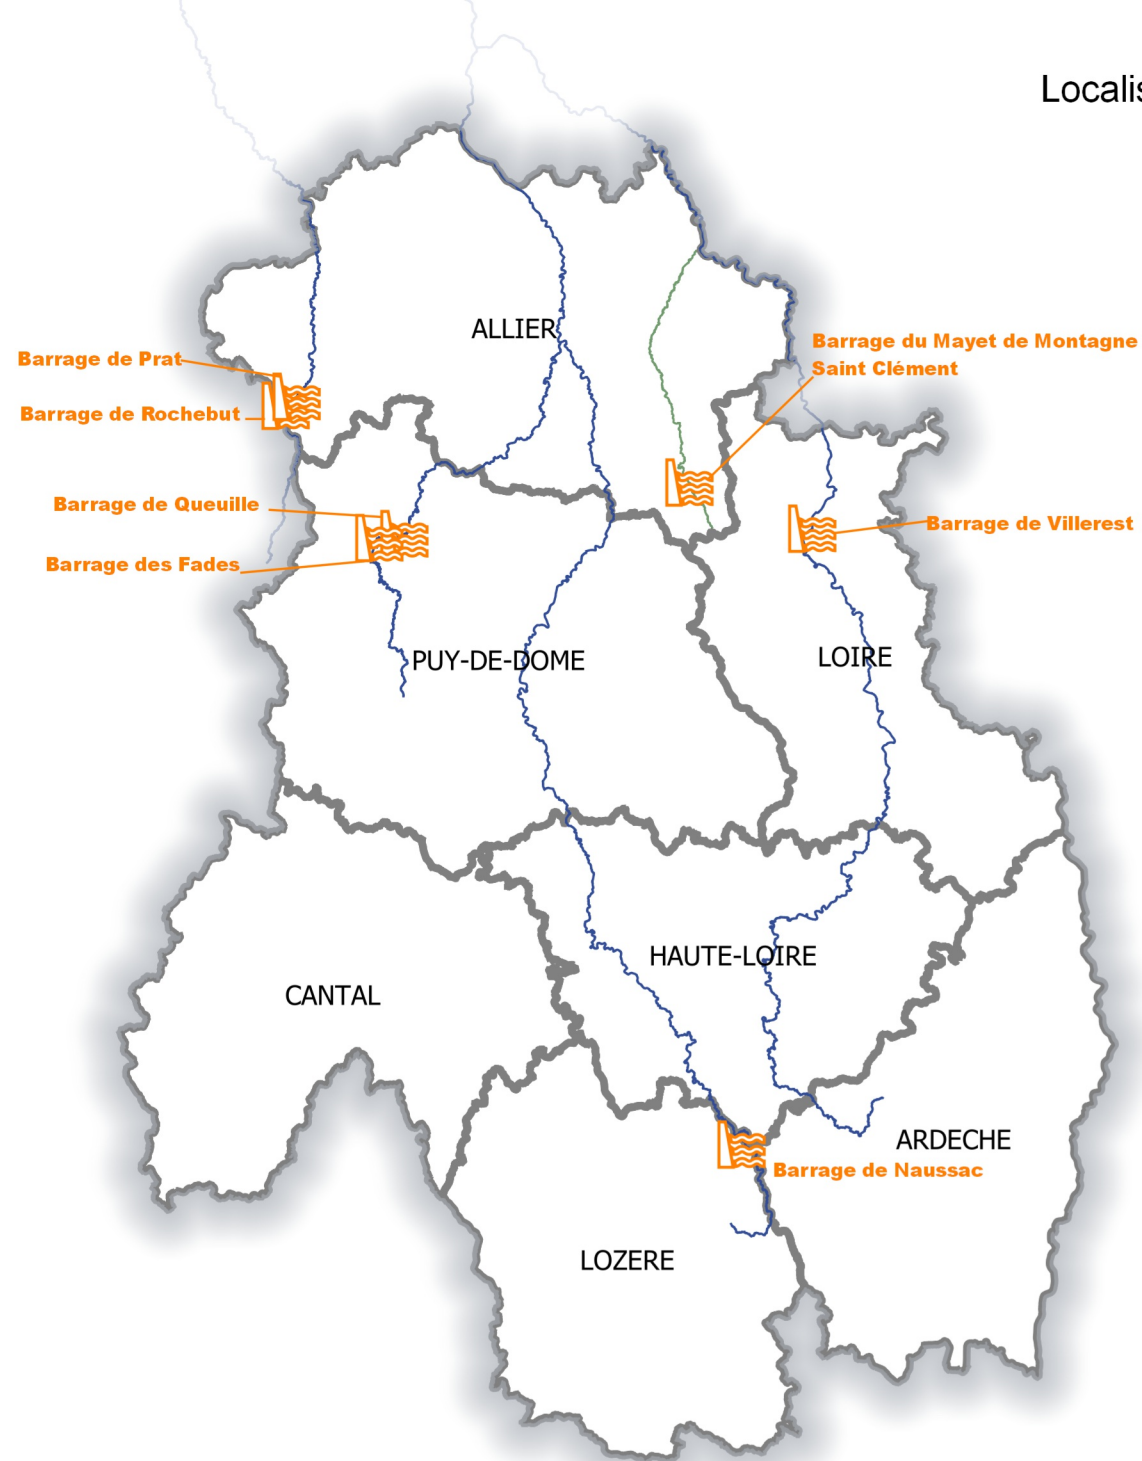 Localis
ALLIER
Barrage du Mayet de Montagne
Saint Clément
Barrage de Prat
Barrage de Rochebut
Barrage de Queuille
Barrage de Villerest
Barrage des Fades
PUY-DE-DOME
LOIRE
HAUTE-LOIRE
CANTAL
ARDECHE
Barrage de Naussac
LOZERE